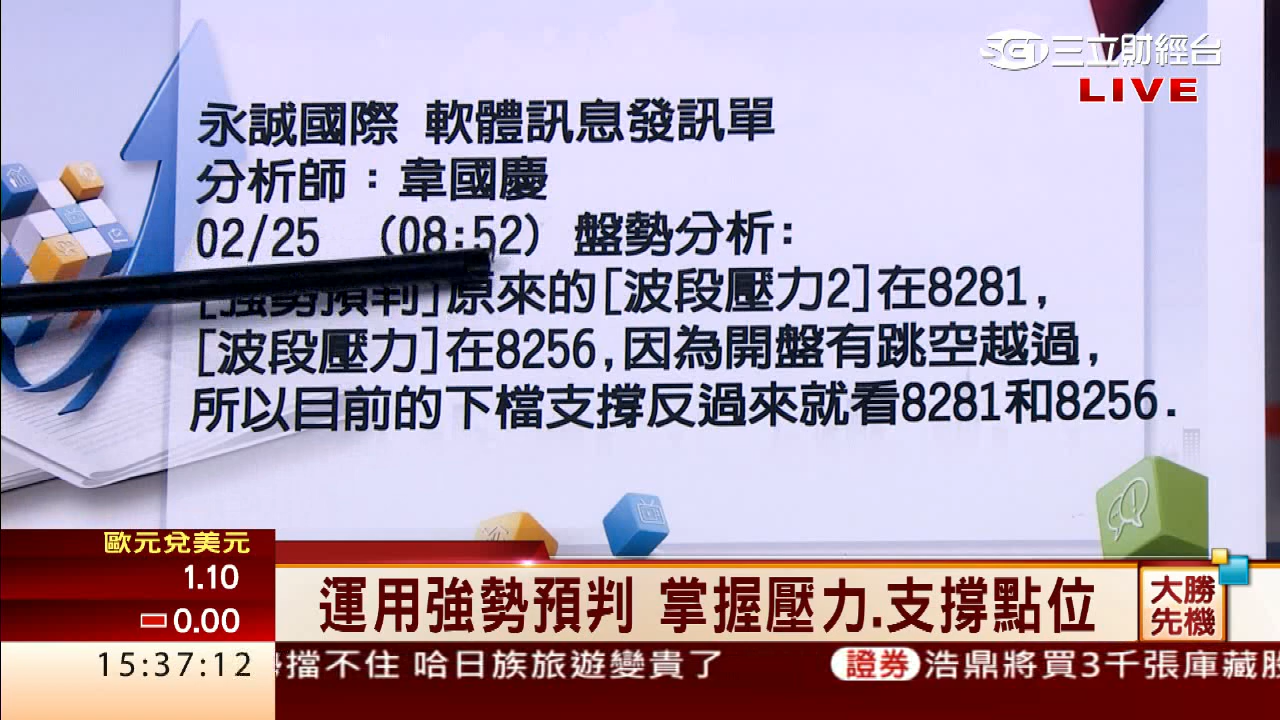 SET三立財經台
LIVE
永誠國際 軟體訊息發訊單
分析師：韋國慶
02/25 (08:52) 盤勢分析:
[強勢預判]原來的[波段壓力2]在8281,
[波段壓力]在8256,因為開盤有跳空越過,
所以目前的下檔支撐反過來就看8281和8256.
歐元兌美元
1.10
0.00
運用強勢預判 掌握壓力.支撐點位
大勝
先機
15:37:12
擋不住 哈日族旅遊變貴了
證券 浩鼎將買3千張庫藏股